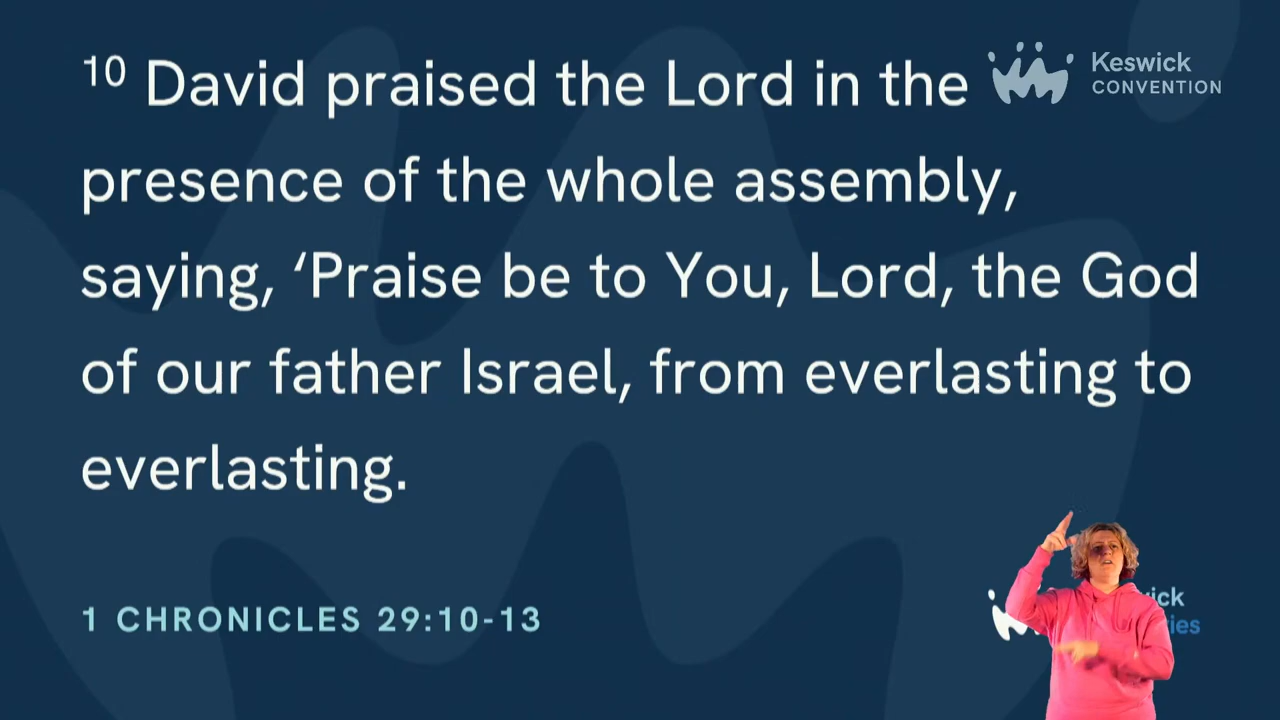 10 David praised the Lord in the
Keswick
CONVENTION
presence of the whole assembly,
saying, ‘Praise be to You, Lord, the God
of our father Israel, from everlasting to
everlasting.
1 CHRONICLES 29:10-13